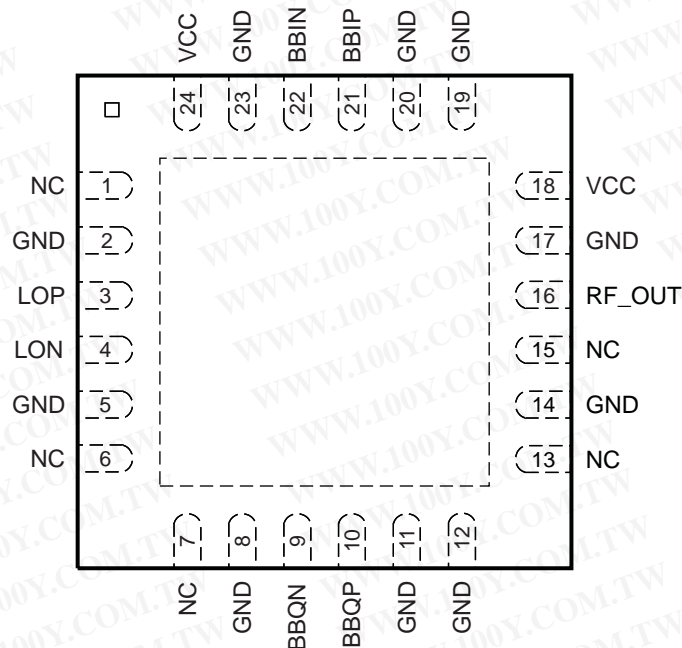 VCC
GND
BBIN
BBIP
GND
GND
24
23
22
21
20
19
NC 1
GND 2
LOP 3
LON 4
GND 5
NC 6
18 VCC
17 GND
16 RF_OUT
15 NC
14 GND
13 NC
7
8
9
10
11
12
NC
GND
BBQN
BBQP
GND
GND
WWW.100Y.COM.TW